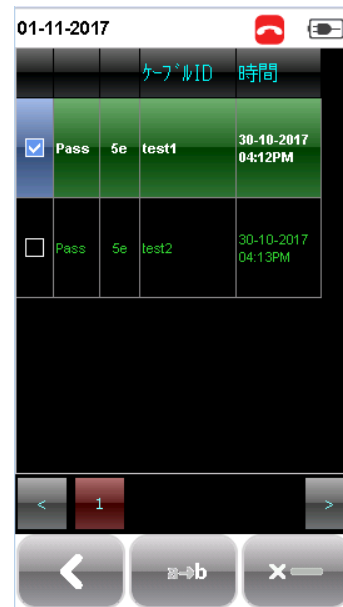 01-11-2017
ｹｰﾌﾞﾙID 時間
Pass 5e test1 30-10-2017
04:12PM
Pass 5e test2 30-10-2017
04:13PM
< 1 >
a→b